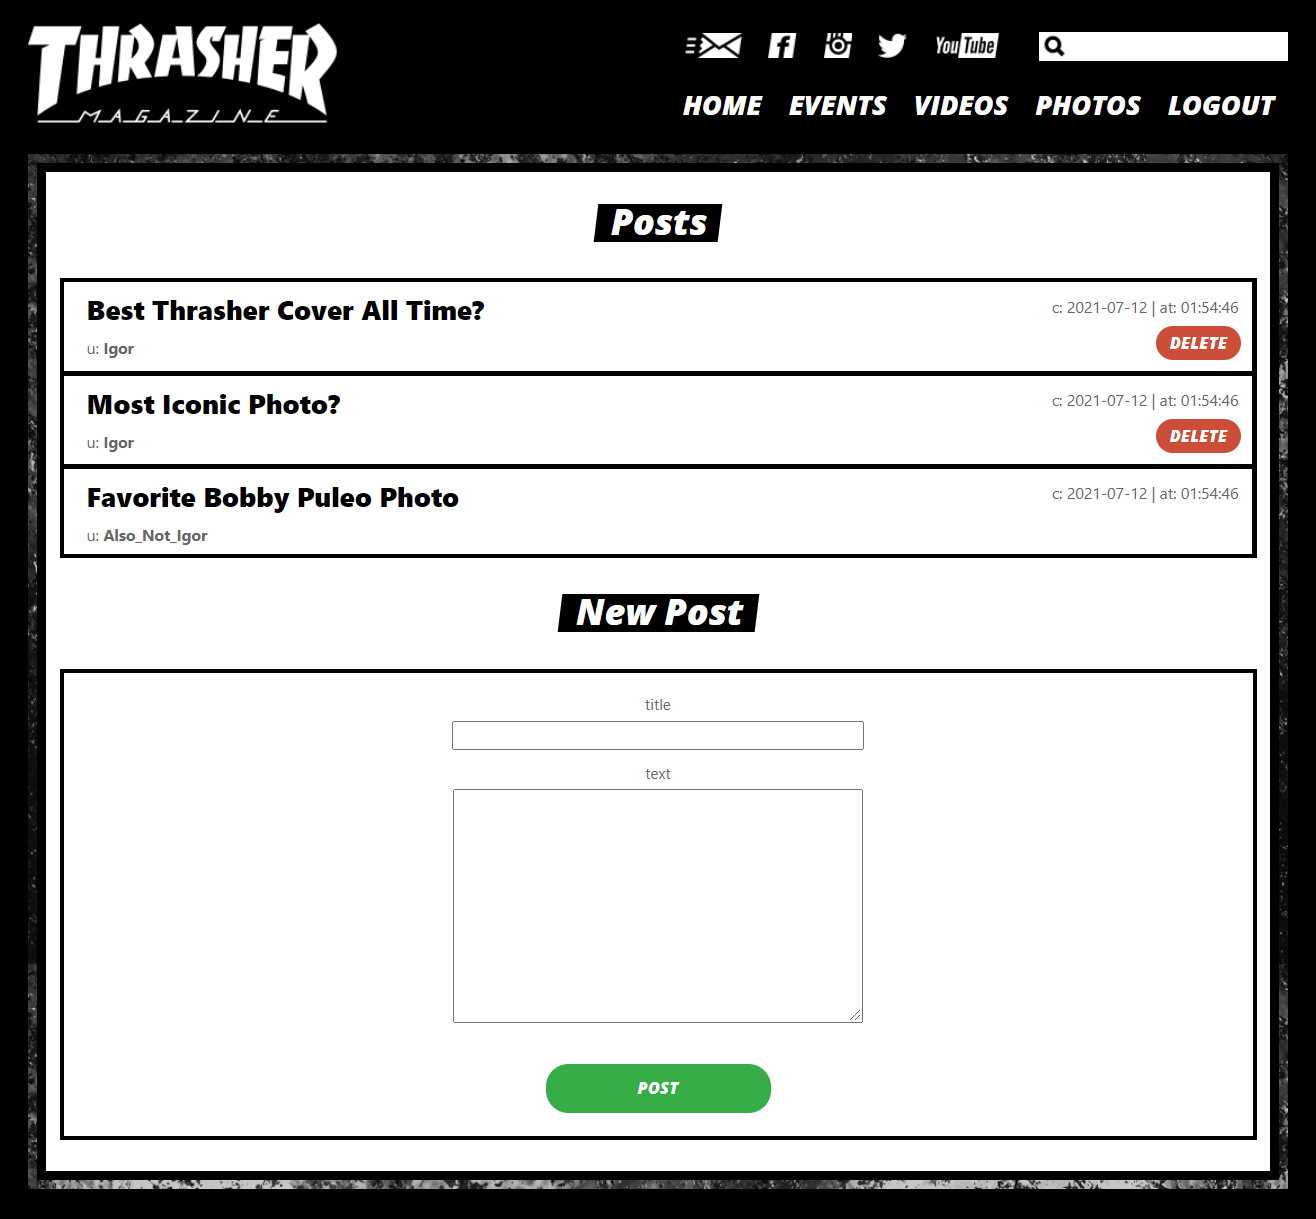 THRASHER
MAGAZINE
You Tube
HOME EVENTS VIDEOS PHOTOS LOGOUT
Posts
Best Thrasher Cover All Time?
c: 2021-07-12 | at: 01:54:46
u: Igor
DELETE
Most Iconic Photo?
c: 2021-07-12 | at: 01:54:46
u: Igor
DELETE
Favorite Bobby Puleo Photo
c: 2021-07-12 | at: 01:54:46
u: Also_Not_Igor
New Post
title
text
POST